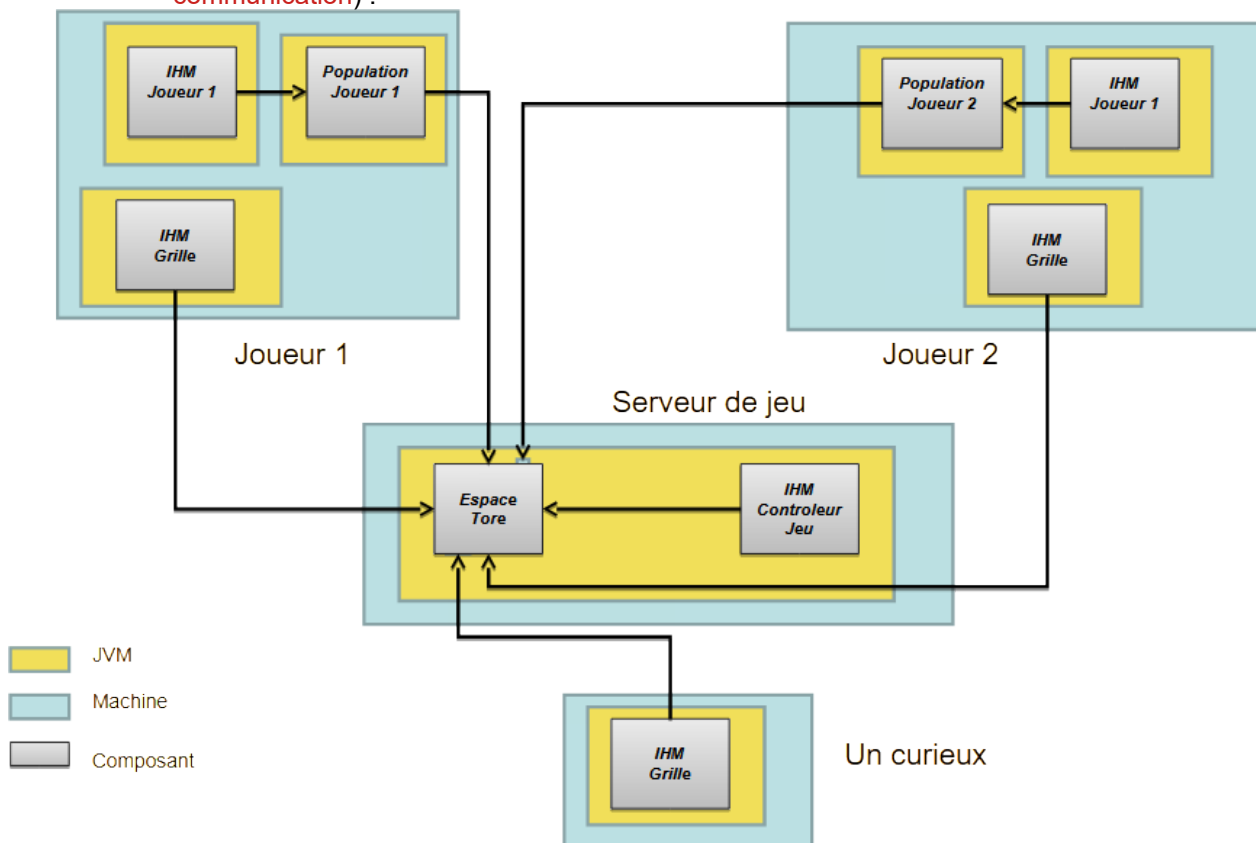 communication) :
IHM
Joueur 1
Population
Joueur 1
IHM
Grille
Joueur 1
Population
Joueur 2
IHM
Joueur 1
IHM
Grille
Joueur 2
Serveur de jeu
Espace
Tore
IHM
Controleur
Jeu
JVM
Machine
Composant
IHM
Grille
Un curieux